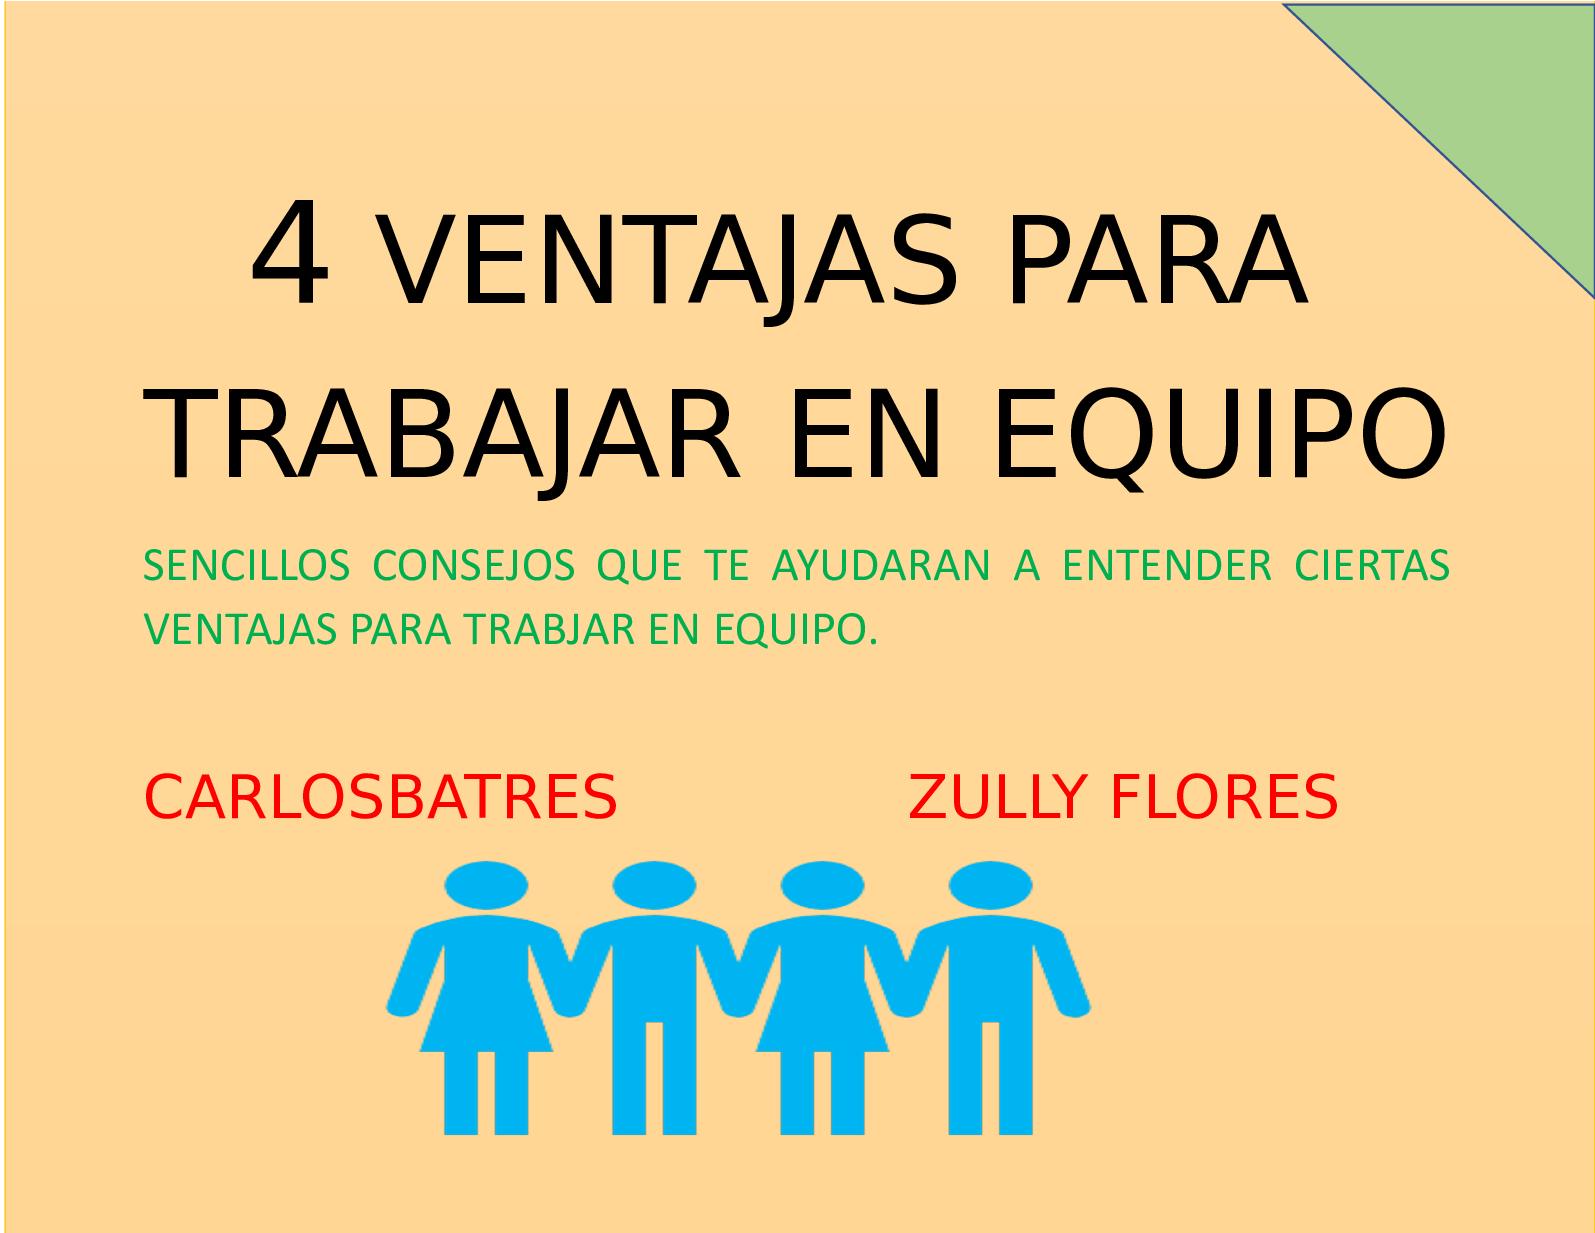 4 VENTAJAS PARA
TRABAJAR EN EQUIPO
SENCILLOS CONSEJOS QUE TE AYUDARAN A ENTENDER CIERTAS
VENTAJAS PARA TRABJAR EN EQUIPO.
CARLOSBATRES ZULLY FLORES